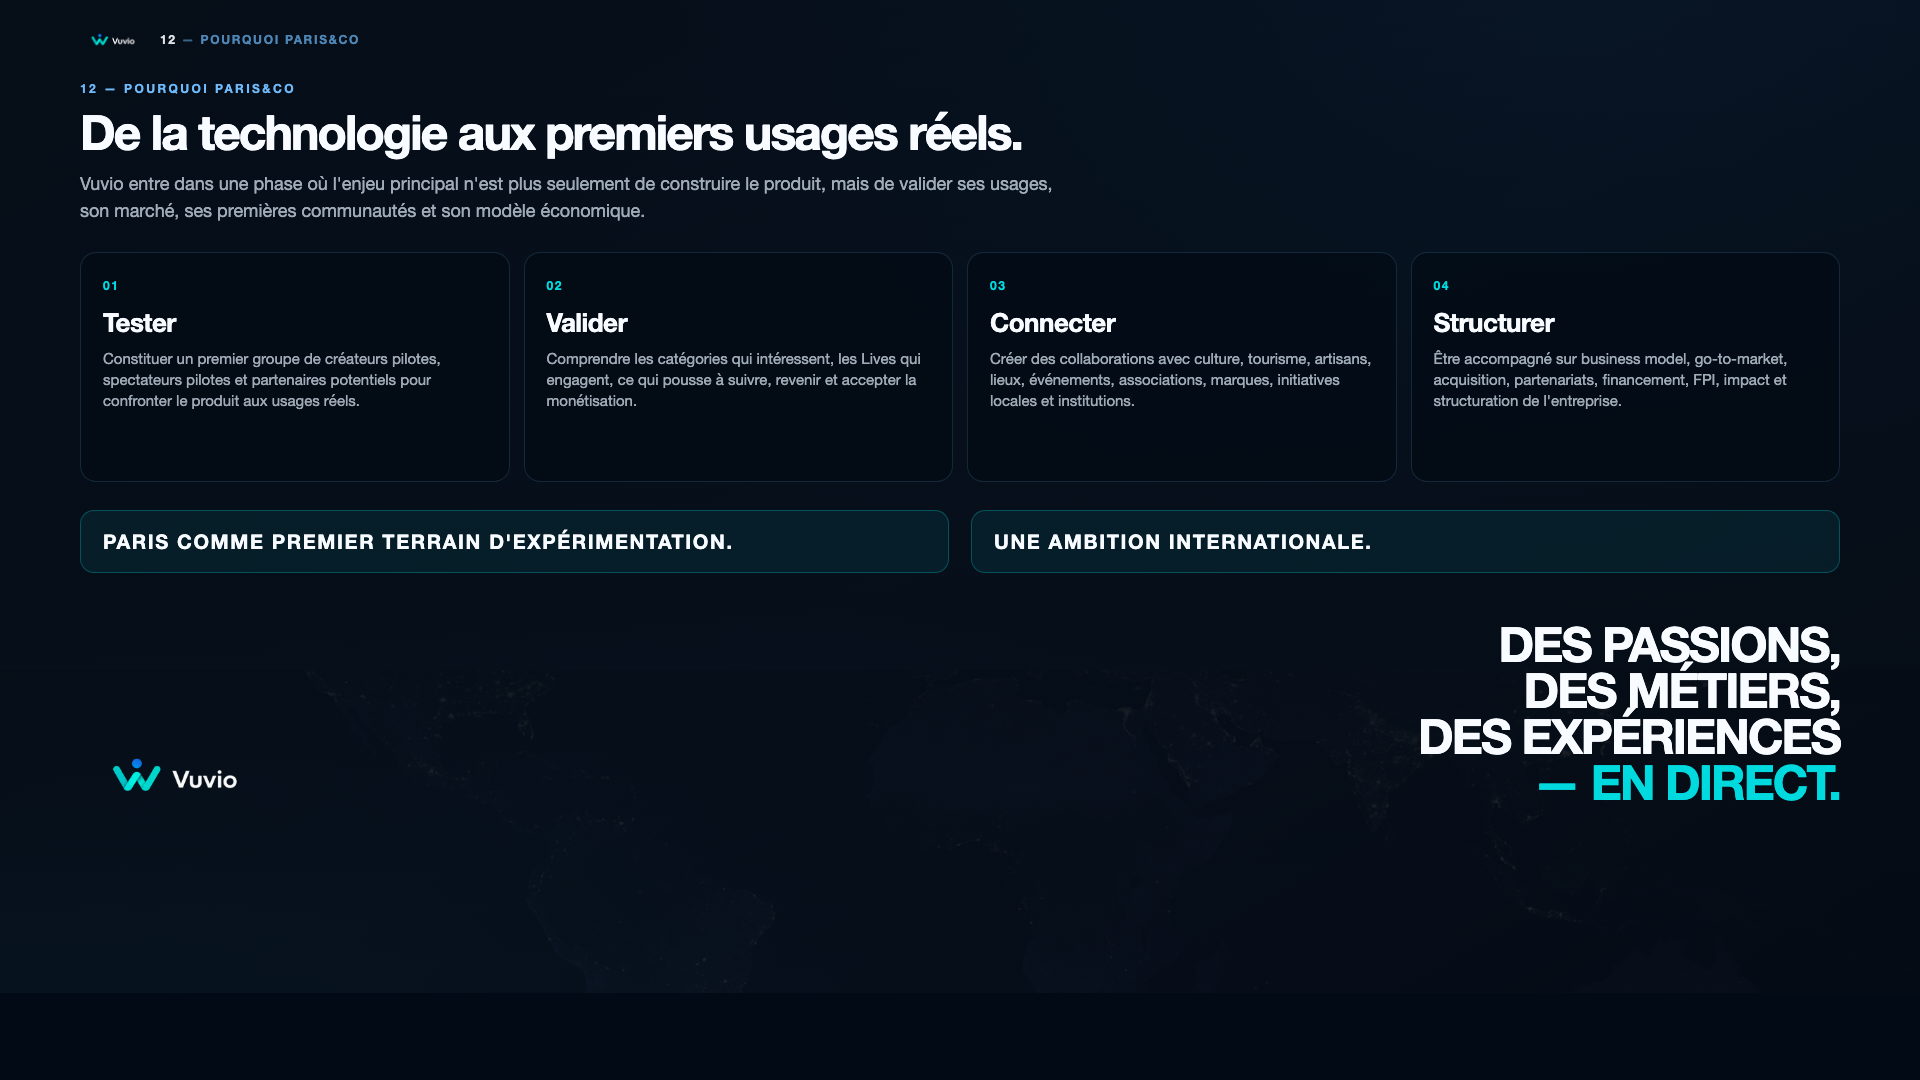 Vuvio 12 — POURQUOI PARIS&CO
12 — POURQUOI PARIS&CO
De la technologie aux premiers usages réels.
Vuvio entre dans une phase où l'enjeu principal n'est plus seulement de construire le produit, mais de valider ses usages,
son marché, ses premières communautés et son modèle économique.
01
Tester
Constituer un premier groupe de créateurs pilotes,
spectateurs pilotes et partenaires potentiels pour
confronter le produit aux usages réels.
02
Valider
Comprendre les catégories qui intéressent, les Lives qui
engagent, ce qui pousse à suivre, revenir et accepter la
monétisation.
03
Connecter
Créer des collaborations avec culture, tourisme, artisans,
lieux, événements, associations, marques, initiatives
locales et institutions.
04
Structurer
Être accompagné sur business model, go-to-market,
acquisition, partenariats, financement, FPI, impact et
structuration de l'entreprise.
PARIS COMME PREMIER TERRAIN D'EXPÉRIMENTATION.
UNE AMBITION INTERNATIONALE.
DES PASSIONS,
DES MÉTIERS,
DES EXPÉRIENCES
— EN DIRECT.
Vuvio